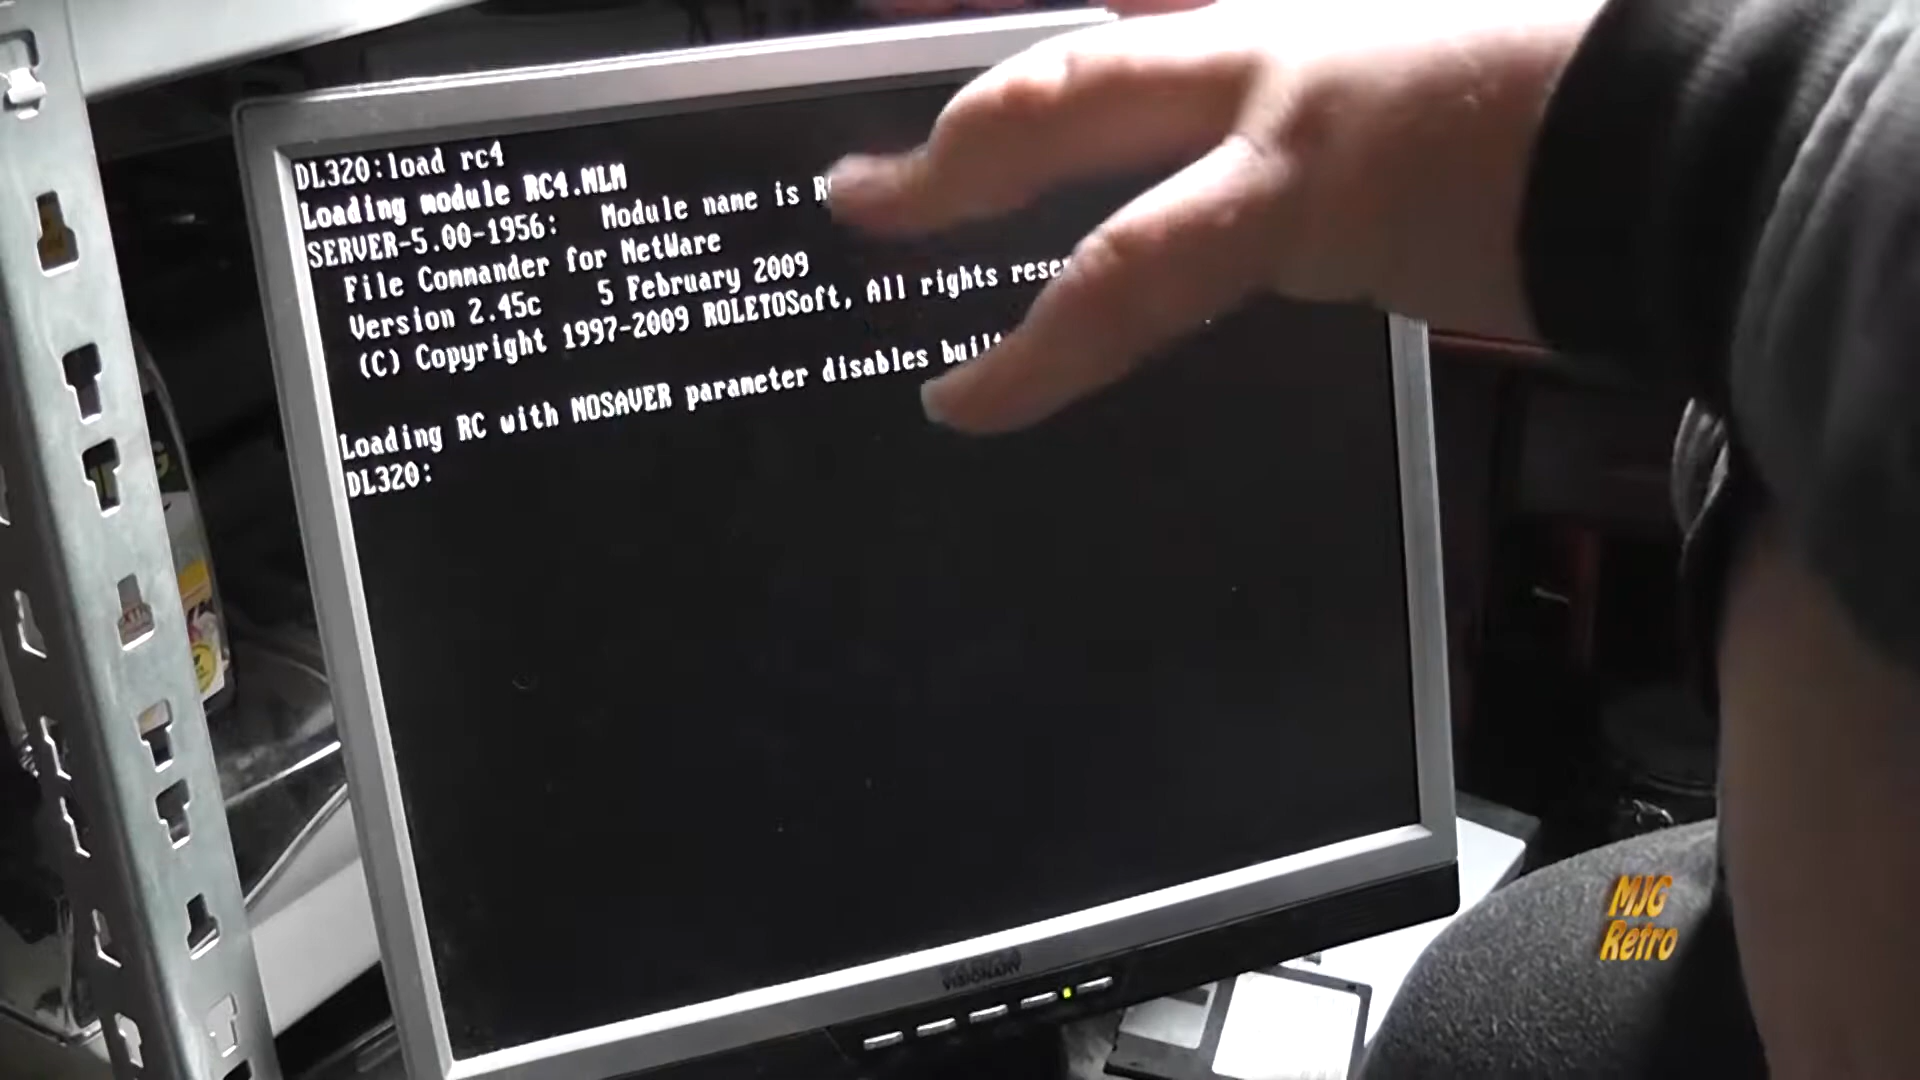 DL320:load rc4
Loading module RC4.NLM
SERVER-5.00-1956:   Module name is
File Commander for NetWare
Version 2.45c    5 February 2009
(C) Copyright 1997-2009 ROLETOSoft, All rights
Loading RC with NOSAVER parameter disables
DL320:
MJG
Retro